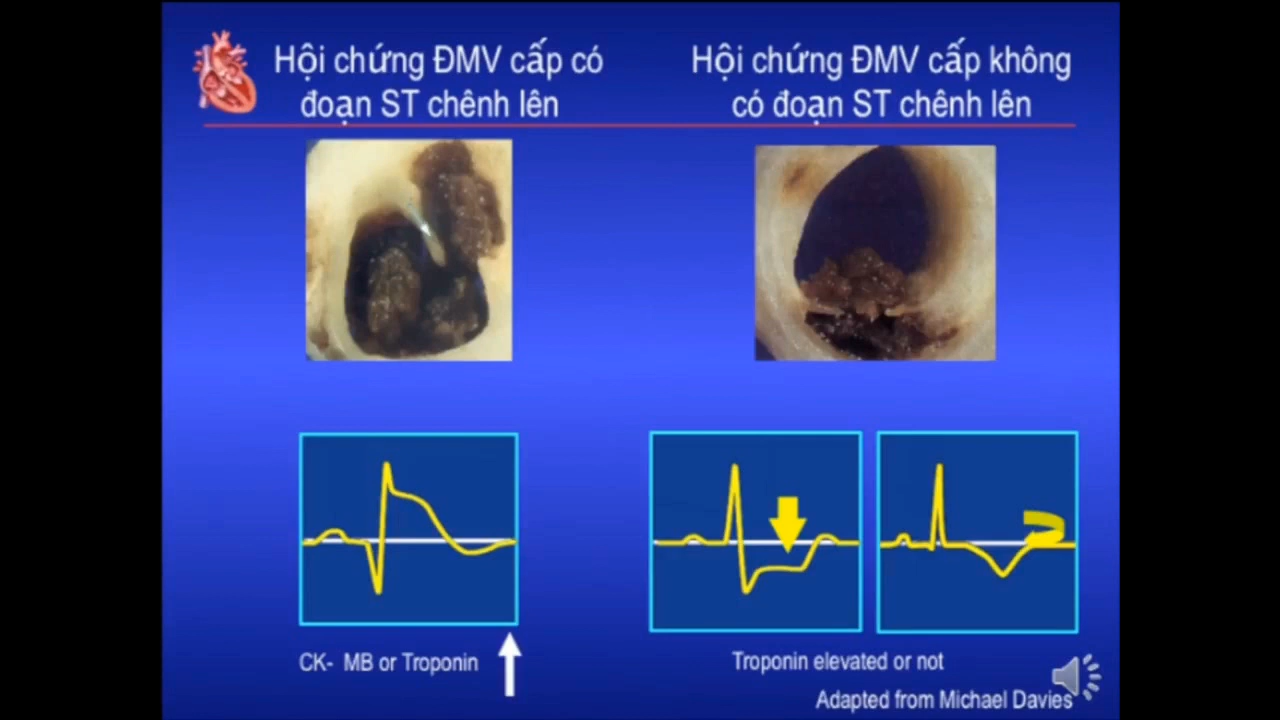 Hội chứng ĐMV cấp có
đoạn ST chênh lên
Hội chứng ĐMV cấp không
có đoạn ST chênh lên
CK- MB or Troponin
Troponin elevated or not
Adapted from Michael Davies